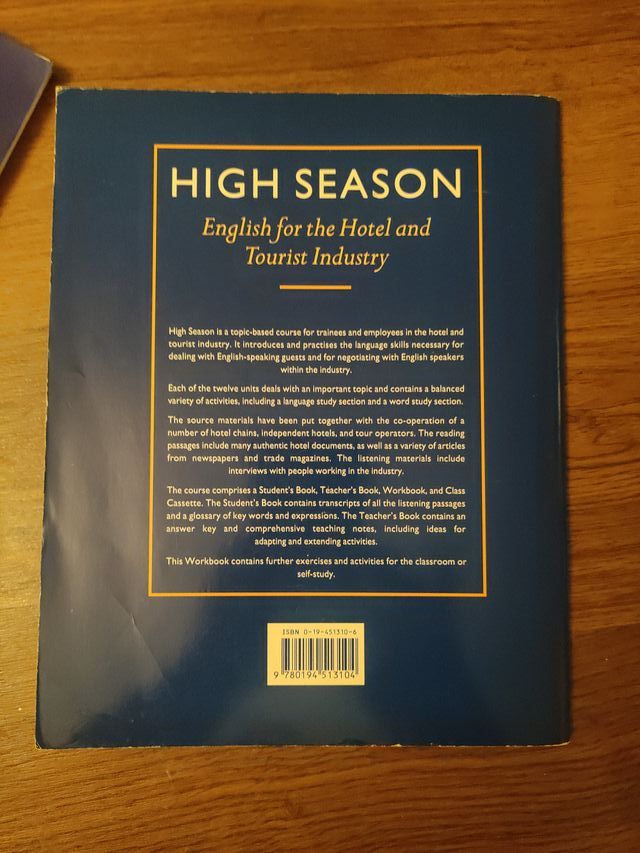 HIGH SEASON
English for the Hotel and
Tourist Industry
High Season is a topic-based course for trainees and employees in the hotel and
tourist industry. It introduces and practises the language skills necessary for
dealing with English-speaking guests and for negotiating with English speakers
within the industry.
Each of the twelve units deals with an important topic and contains a balanced
variety of activities, including a language study section and a word study section.
The source materials have been put together with the co-operation of a
number of hotel chains, independent hotels, and tour operators. The reading
passages include many authentic hotel documents, as well as a variety of articles
from newspapers and trade magazines. The listening materials include
interviews with people working in the industry.
The course comprises a Student's Book, Teacher's Book, Workbook, and Class
Cassette. The Student's Book contains transcripts of all the listening passages
and a glossary of key words and expressions. The Teacher's Book contains an
answer key and comprehensive teaching notes, including ideas for
adapting and extending activities.
This Workbook contains further exercises and activities for the classroom or
self-study.
ISBN 0-19-451310-6
9 780194 513104